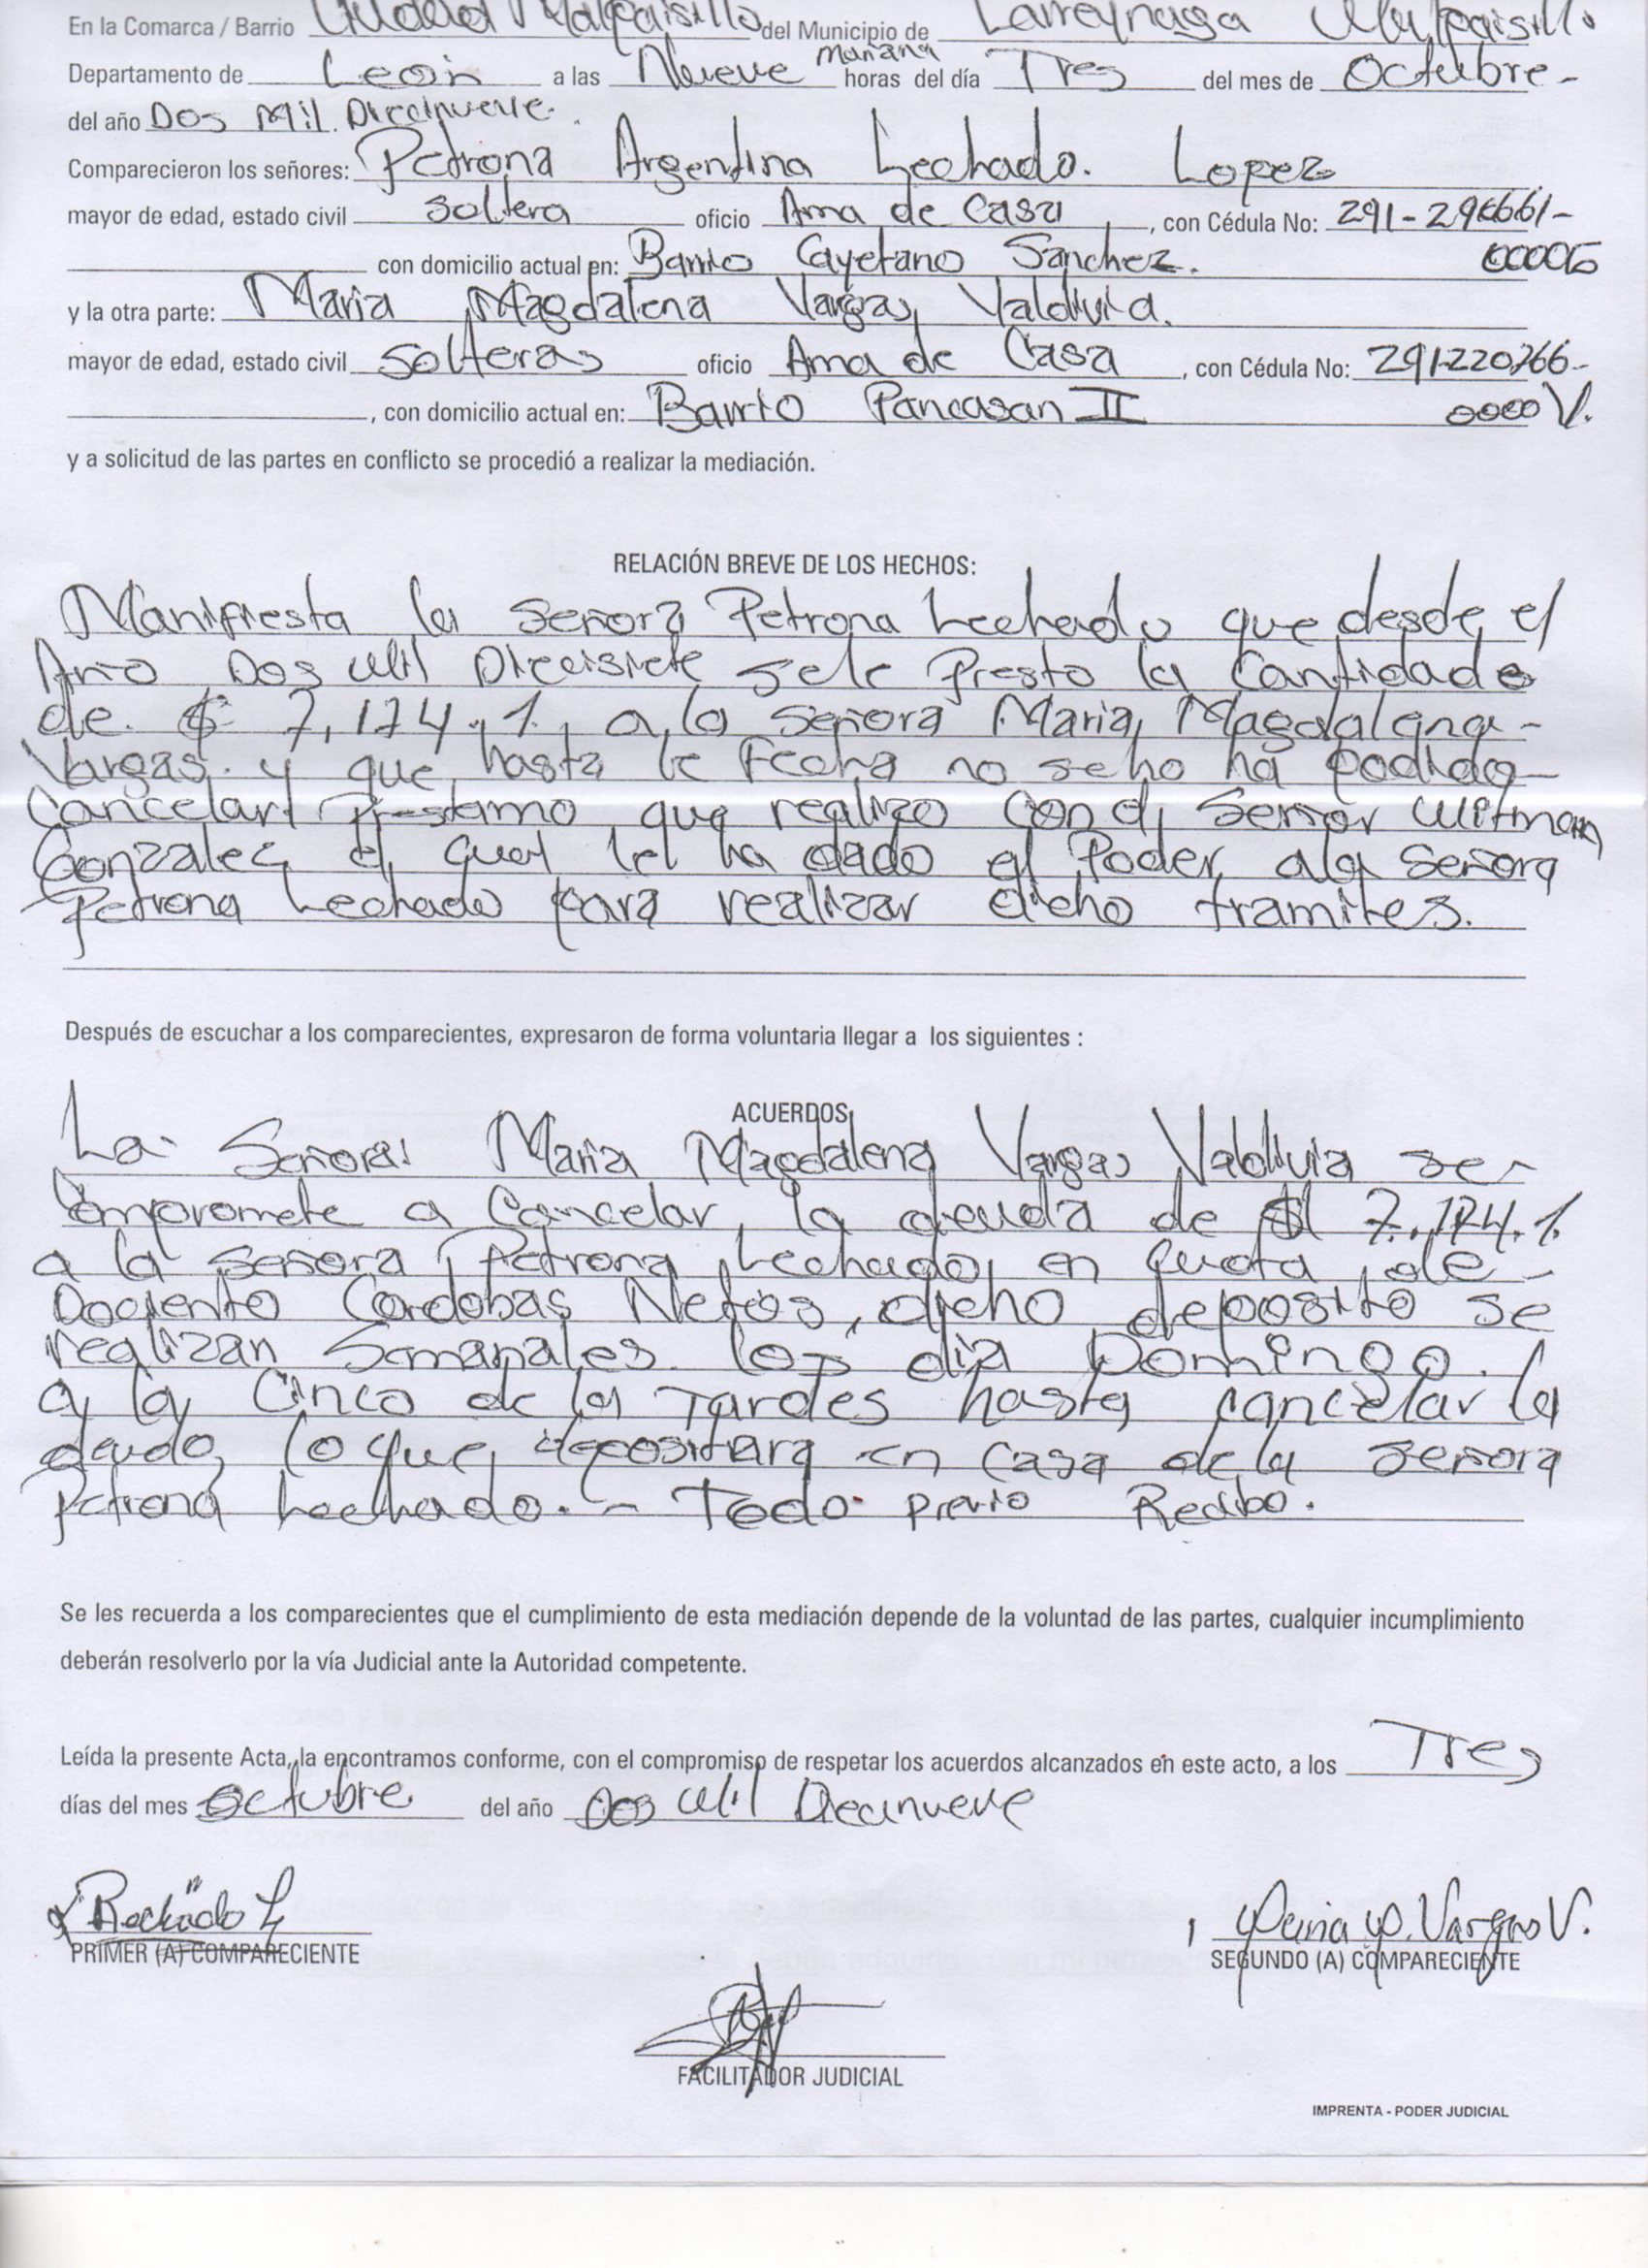 En la Comarca / Barrio Ciudad Malpaisillo del Municipio de Larreynaga Malpaisillo
Departamento de León a las Nueve mañana horas del día Tres del mes de Octubre -
del año Dos Mil Diecinueve.
Comparecieron los señores: Petrona Argentina Lechado. Lopez
mayor de edad, estado civil soltera oficio Ama de Casa, con Cédula No: 291-290661-
con domicilio actual en: Barrio Cayetano Sanchez. 0000G
y la otra parte: Maria Magdalena Vargas Valdivia.
mayor de edad, estado civil solteras oficio Ama de Casa, con Cédula No: 291-220766-
, con domicilio actual en: Barrio Pancasan II 0000V.
y a solicitud de las partes en conflicto se procedió a realizar la mediación.
RELACIÓN BREVE DE LOS HECHOS:
Manifiesta la señora Petrona Lechado que desde el
Año Dos Mil Diecisiete se le Presto la Cantidad
de $ 7,174.1, a la señora Maria Magdalena -
Vargas. y que hasta la Fecha no se ho ha podido
Cancelar Prestamo que realizo con el Señor Witman
Gonzalez el cual le ha dado el Poder a la señora
Petrona Lechado para realizar dicho tramites.
Después de escuchar a los comparecientes, expresaron de forma voluntaria llegar a los siguientes :
ACUERDOS
La Señora: Maria Magdalena Vargas Valdivia se -
Compromete a Cancelar, la deuda de $ 7.174.1.
a la señora Petrona Lechado, en Cuota de -
Dociento Cordobas Netos, dicho deposito se
realizan Semanales los dia Domingo.
a la Cinco de la Tardes hasta cancelar la
deuda, lo que depositara en Casa de la señora
Petrona Lechado. - Todo previo Recibo.
Se les recuerda a los comparecientes que el cumplimiento de esta mediación depende de la voluntad de las partes, cualquier incumplimiento
deberán resolverlo por la vía Judicial ante la Autoridad competente.
Leída la presente Acta, la encontramos conforme, con el compromiso de respetar los acuerdos alcanzados en este acto, a los Tres
días del mes Octubre del año Dos Mil Diecinueve
PRIMER (A) COMPARECIENTE
Vargas V.
SEGUNDO (A) COMPARECIENTE
FACILITADOR JUDICIAL
IMPRENTA - PODER JUDICIAL